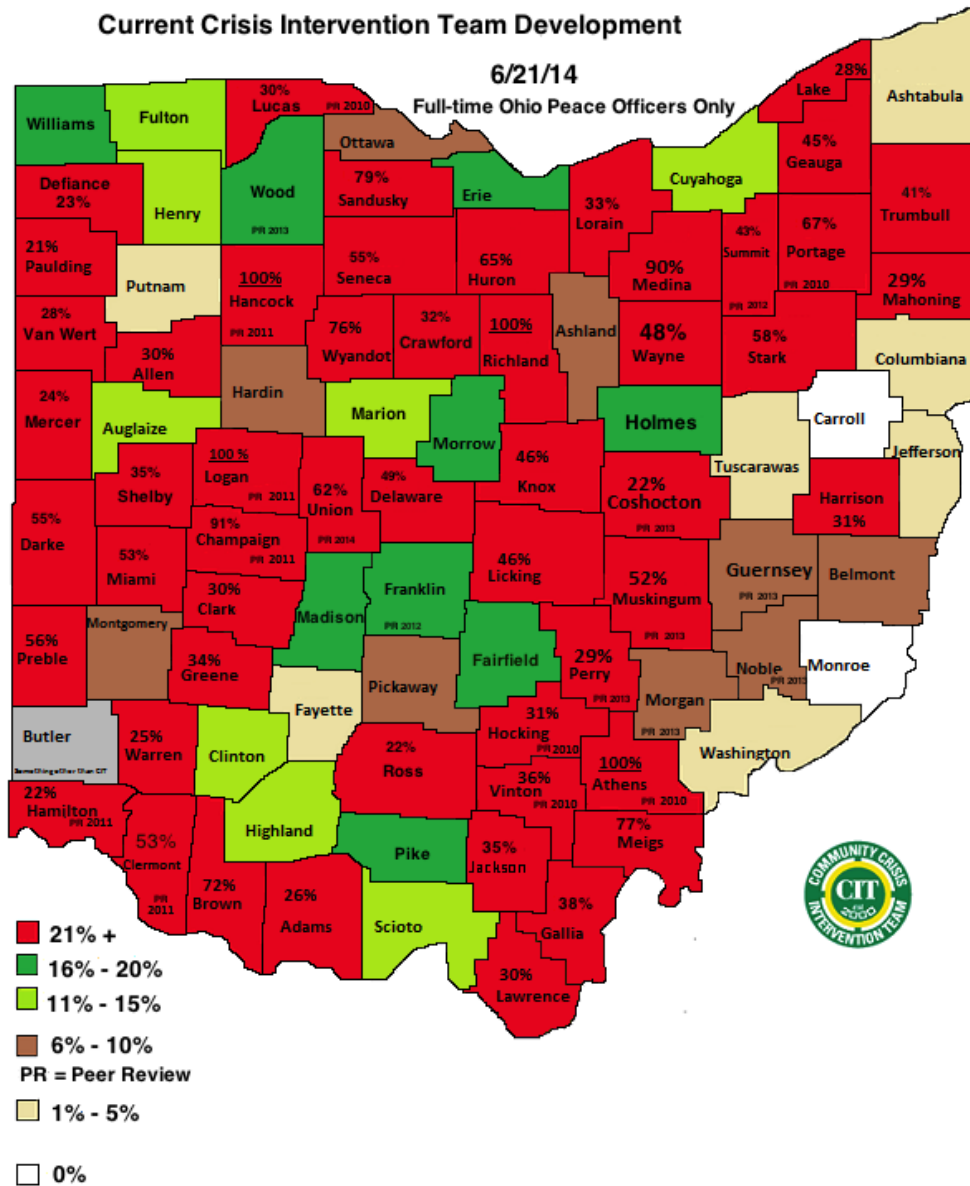 Current Crisis Intervention Team Development
6/21/14
Full-time Ohio Peace Officers Only
Williams
Fulton
30%
Lucas
PR 2010
Ottawa
28%
Lake
Ashtabula
Defiance
23%
Henry
Wood
PR 2013
79%
Sandusky
Erie
33%
Lorain
Cuyahoga
45%
Geauga
41%
Trumbull
21%
Paulding
Putnam
100%
Hancock
PR 2011
55%
Seneca
65%
Huron
90%
Medina
43%
Summit
PR 2012
67%
Portage
PR 2010
29%
Mahoning
28%
Van Wert
30%
Allen
Hardin
76%
Wyandot
32%
Crawford
100%
Richland
Ashland
48%
Wayne
58%
Stark
Columbiana
24%
Mercer
Auglaize
Marion
Morrow
Holmes
Carroll
Tuscarawas
Jefferson
35%
Shelby
100 %
Logan
PR 2011
62%
Union
PR 2014
49%
Delaware
46%
Knox
22%
Coshocton
PR 2013
Harrison
31%
55%
Darke
53%
Miami
91%
Champaign
PR 2011
30%
Clark
Madison
Franklin
PR 2012
46%
Licking
52%
Muskingum
PR 2013
Guernsey
PR 2013
Belmont
56%
Preble
Montgomery
34%
Greene
Fayette
Pickaway
Fairfield
29%
Perry
PR 2013
Morgan
PR 2013
Noble
PR 2013
Monroe
Butler
Something other than CIT
25%
Warren
Clinton
22%
Ross
31%
Hocking
PR 2010
100%
Athens
PR 2010
Washington
22%
Hamilton
PR 2011
53%
Clermont
PR
2011
72%
Brown
Highland
Pike
36%
Vinton
PR 2010
35%
Jackson
77%
Meigs
26%
Adams
Scioto
38%
Gallia
30%
Lawrence
COMMUNITY CRISIS
CIT
est
2000
INTERVENTION TEAM
21% +
16% - 20%
11% - 15%
6% - 10%
PR = Peer Review
1% - 5%
0%